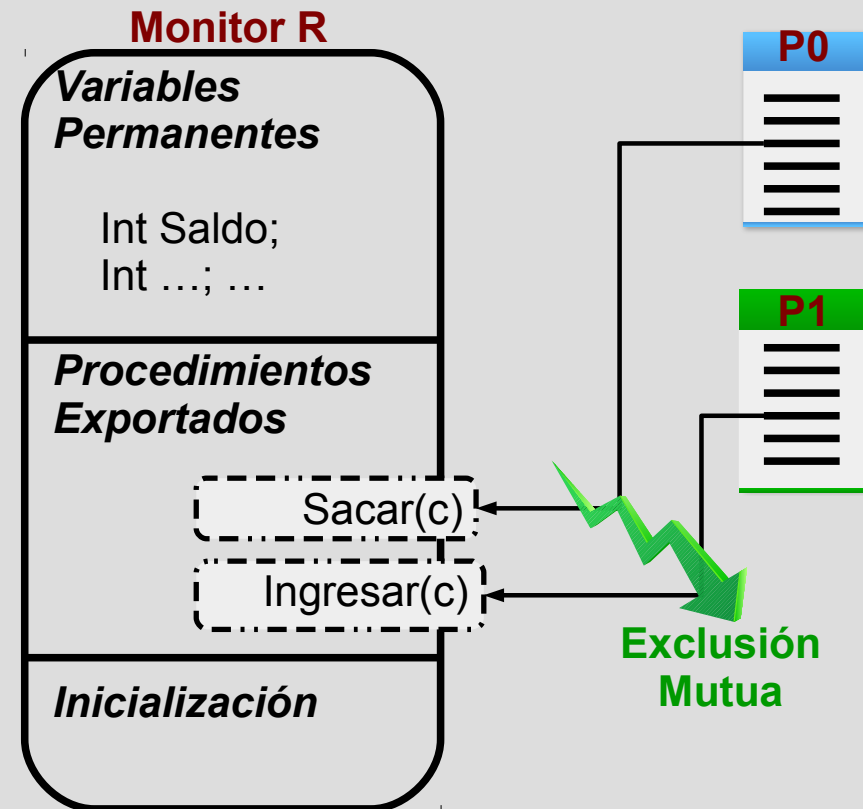 Monitor R
Variables
Permanentes
Int Saldo;
Int …; …
Procedimientos
Exportados
Sacar(c)
Ingresar(c)
Inicialización
P0
P1
Exclusión
Mutua